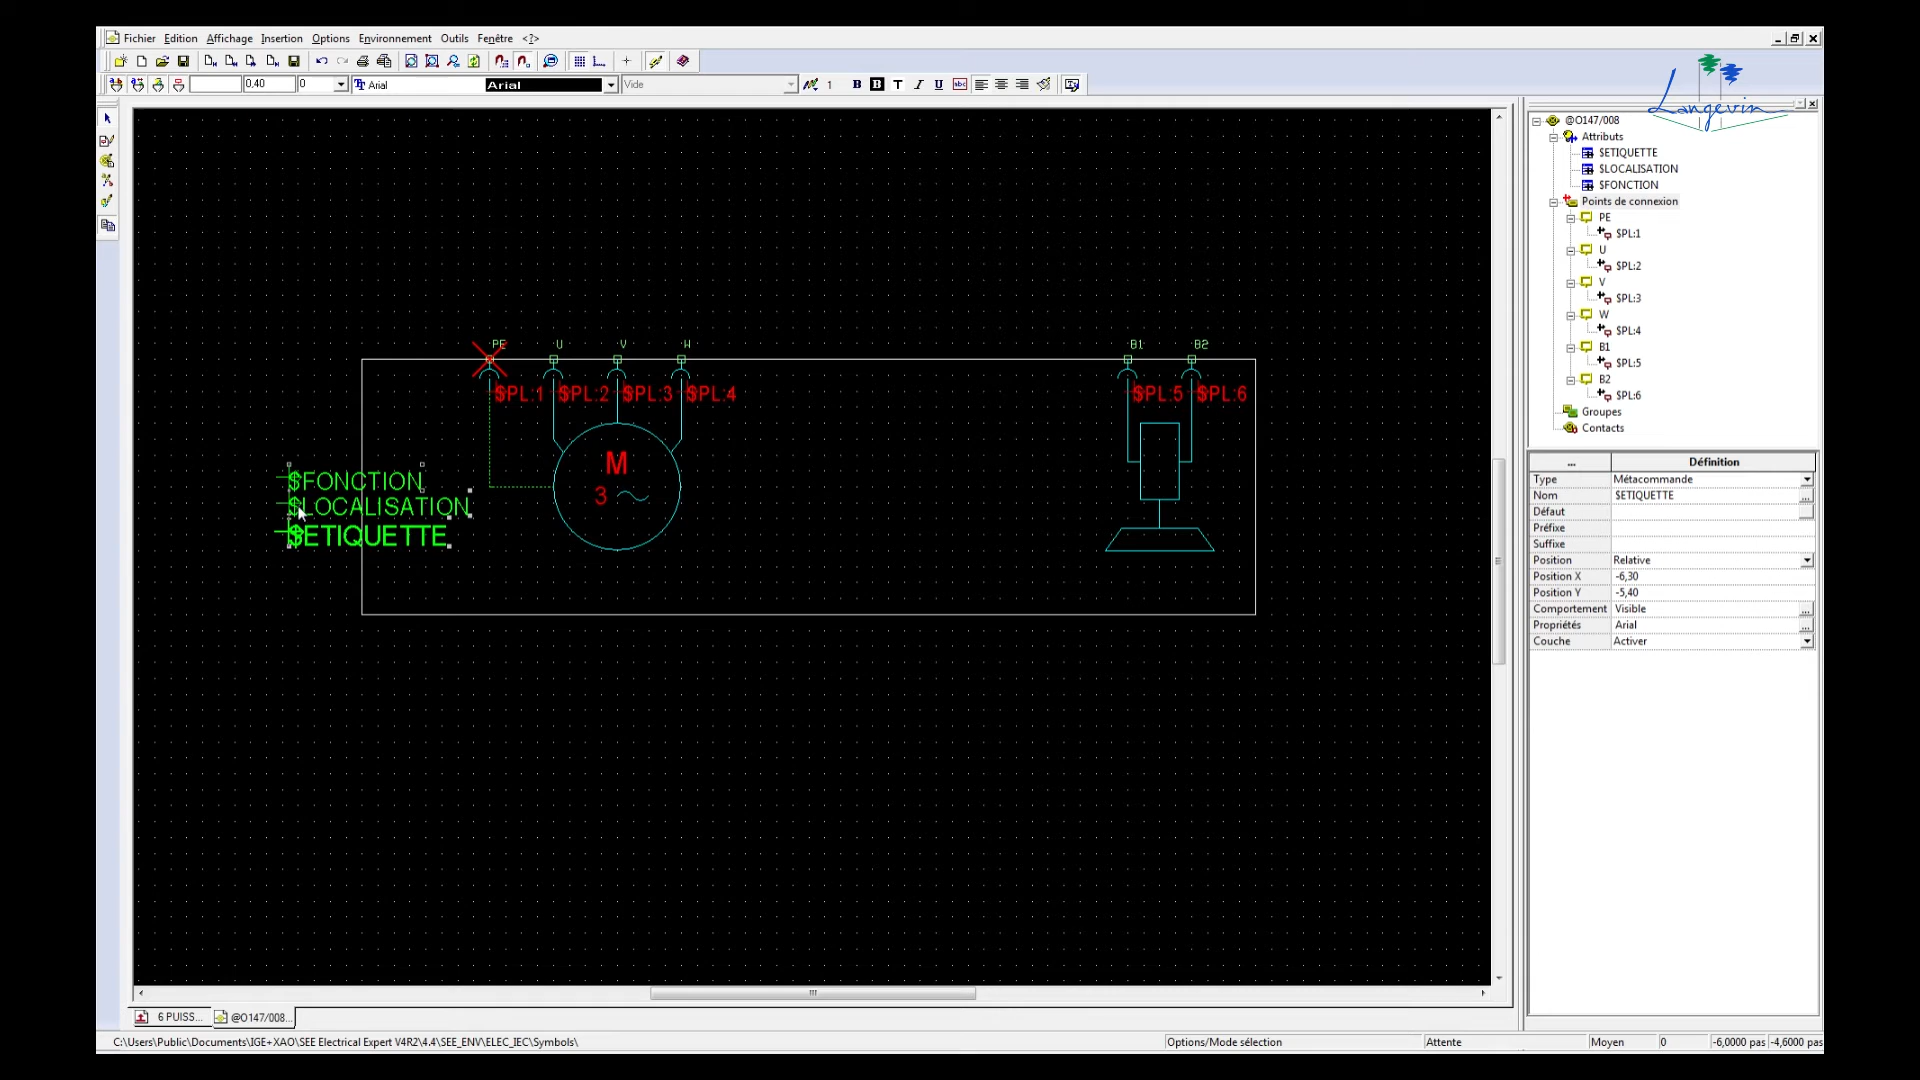 Fichier Edition Affichage Insertion Options Environnement Outils Fenêtre <?>
0,40 0 Arial Arial Vide 1 B B T I U abc
Langevin
@O147/008
Attributs
$ETIQUETTE
$LOCALISATION
$FONCTION
Points de connexion
PE
$PL:1
U
$PL:2
V
$PL:3
W
$PL:4
B1
$PL:5
B2
$PL:6
Groupes
Contacts
PE U V W B1 B2
$PL:1 $PL:2 $PL:3 $PL:4 $PL:5 $PL:6
M
3
$FONCTION
$LOCALISATION
$ETIQUETTE
... Définition
Type Métacommande
Nom $ETIQUETTE ...
Défaut
Préfixe
Suffixe
Position Relative
Position X -6,30
Position Y -5,40
Comportement Visible ...
Propriétés Arial ...
Couche Activer
6 PUISS... @O147/008...
C:\Users\Public\Documents\IGE+XAO\SEE Electrical Expert V4R2\4.4\SEE_ENV\ELEC_IEC\Symbols\ Options/Mode sélection Attente Moyen 0 -6,0000 pas -4,6000 pas